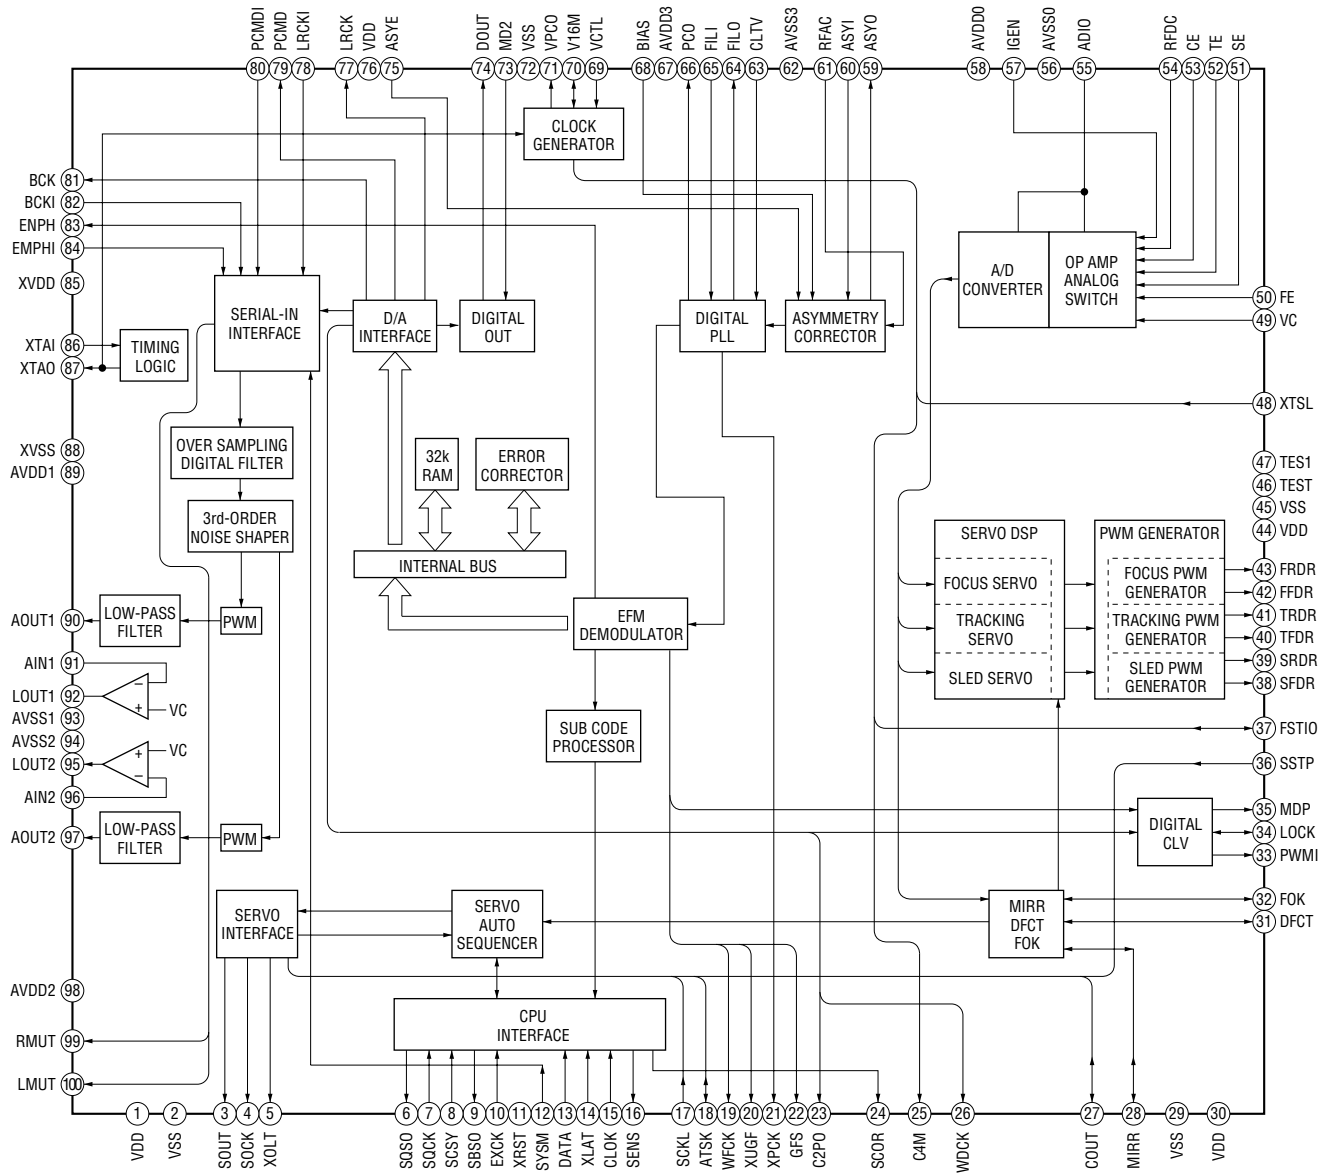 PCMDI
PCMD
LRCKI
LRCK
VDD
ASYE
DOUT
MD2
VSS
VPCO
V16M
VCTL
BIAS
AVDD3
PCO
FILI
FILO
CLTV
AVSS3
RFAC
ASYI
ASYO
AVDD0
IGEN
AVSS0
ADIO
RFDC
CE
TE
SE
80
79
78
77
76
75
74
73
72
71
70
69
68
67
66
65
64
63
62
61
60
59
58
57
56
55
54
53
52
51
CLOCK
GENERATOR
BCK 81
BCKI 82
ENPH 83
EMPHI 84
XVDD 85
XTAI 86
XTAO 87
XVSS 88
AVDD1 89
AOUT1 90
AIN1 91
LOUT1 92
AVSS1 93
AVSS2 94
LOUT2 95
AIN2 96
AOUT2 97
AVDD2 98
RMUT 99
LMUT 100
TIMING
LOGIC
SERIAL-IN
INTERFACE
D/A
INTERFACE
DIGITAL
OUT
DIGITAL
PLL
ASYMMETRY
CORRECTOR
A/D
CONVERTER
OP AMP
ANALOG
SWITCH
50 FE
49 VC
48 XTSL
47 TES1
46 TEST
45 VSS
44 VDD
43 FRDR
42 FFDR
41 TRDR
40 TFDR
39 SRDR
38 SFDR
37 FSTIO
36 SSTP
35 MDP
34 LOCK
33 PWMI
32 FOK
31 DFCT
OVER SAMPLING
DIGITAL FILTER
3rd-ORDER
NOISE SHAPER
32k
RAM
ERROR
CORRECTOR
INTERNAL BUS
LOW-PASS
FILTER
PWM
EFM
DEMODULATOR
SERVO DSP
FOCUS SERVO
TRACKING
SERVO
SLED SERVO
PWM GENERATOR
FOCUS PWM
GENERATOR
TRACKING PWM
GENERATOR
SLED PWM
GENERATOR
−
+
VC
+
VC
−
SUB CODE
PROCESSOR
LOW-PASS
FILTER
PWM
DIGITAL
CLV
SERVO
INTERFACE
SERVO
AUTO
SEQUENCER
MIRR
DFCT
FOK
CPU
INTERFACE
1
2
3
4
5
6
7
8
9
10
11
12
13
14
15
16
17
18
19
20
21
22
23
24
25
26
27
28
29
30
VDD
VSS
SOUT
SOCK
XOLT
SQSO
SQCK
SCSY
SBSO
EXCK
XRST
SYSM
DATA
XLAT
CLOK
SENS
SCKL
ATSK
WFCK
XUGF
XPCK
GFS
C2PO
SCOR
C4M
WDCK
COUT
MIRR
VSS
VDD